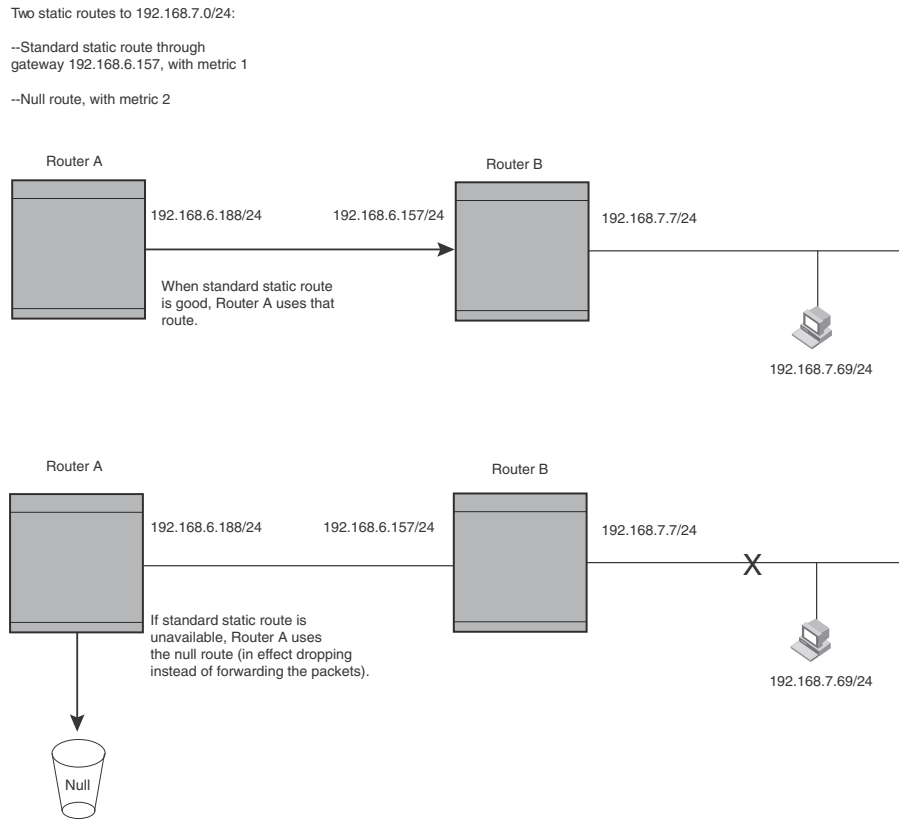 Two static routes to 192.168.7.0/24:
--Standard static route through
gateway 192.168.6.157, with metric 1
--Null route, with metric 2
Router A
Router B
192.168.6.188/24
192.168.6.157/24
192.168.7.7/24
When standard static route
is good, Router A uses that
route.
192.168.7.69/24
Router A
Router B
192.168.6.188/24
192.168.6.157/24
192.168.7.7/24
X
If standard static route is
unavailable, Router A uses
the null route (in effect dropping
instead of forwarding the packets).
192.168.7.69/24
Null